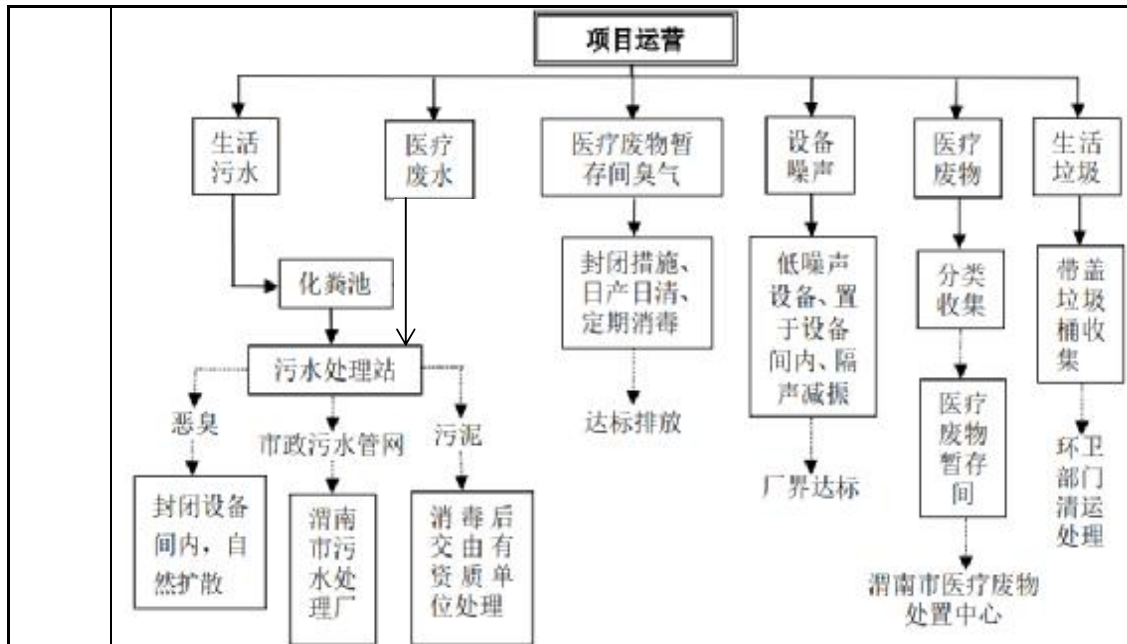 项目运营
生活
污水
医疗
废水
医疗废物暂
存间臭气
设备
噪声
医疗
废物
生活
垃圾
化粪池
封闭措施、
日产日清、
定期消毒
低噪声
设备、置
于设备
间内、隔
声减振
分类
收集
带盖
垃圾
桶收
集
污水处理站
恶臭
市政污水管网
污泥
达标排放
医疗
废物
暂存
间
环卫
部门
清运
处理
厂界达标
封闭设备
间内，自
然扩散
渭南
市污
水处
理厂
消毒后
交由有
资质单
位处理
渭南市医疗废物
处置中心